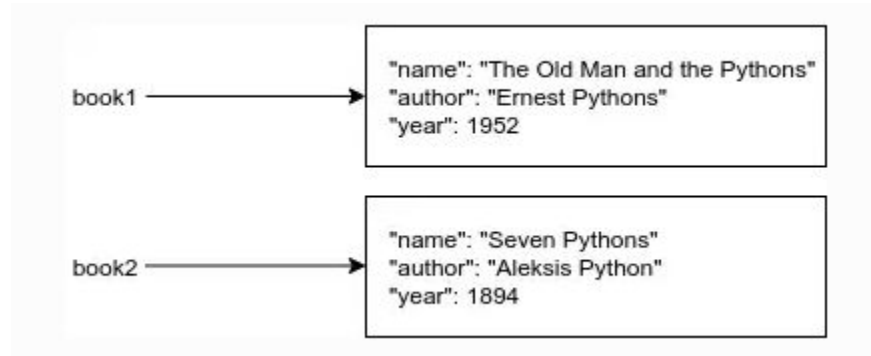 book1
"name": "The Old Man and the Pythons"
"author": "Ernest Pythons"
"year": 1952
book2
"name": "Seven Pythons"
"author": "Aleksis Python"
"year": 1894